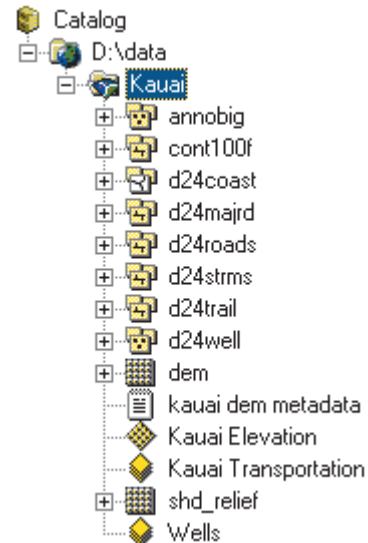 Catalog
D:\data
Kauai
annobig
cont100f
d24coast
d24majrd
d24roads
d24strms
d24trail
d24well
dem
kauai dem metadata
Kauai Elevation
Kauai Transportation
shd_relief
Wells